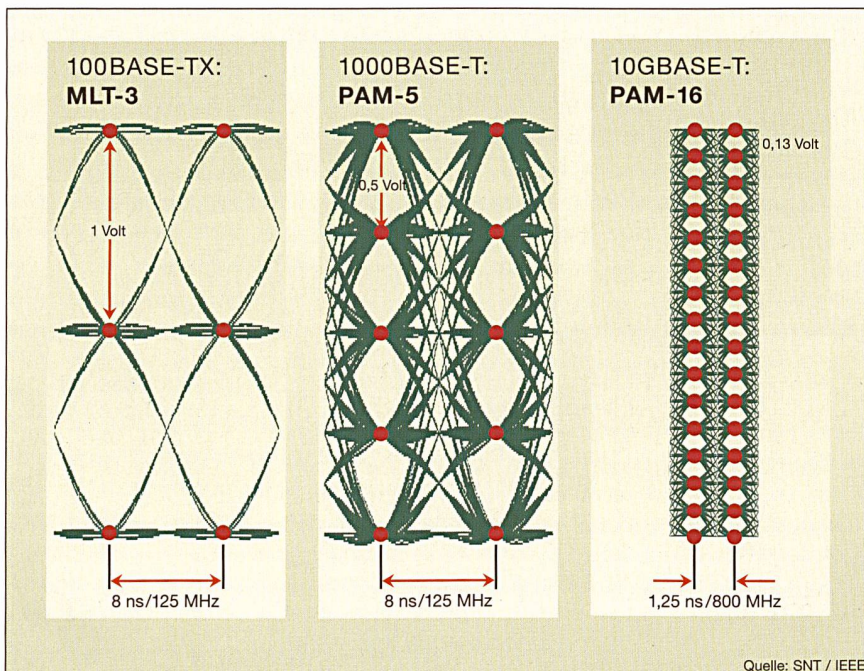 100BASE-TX:
MLT-3
1 Volt
8 ns/125 MHz
1000BASE-T:
PAM-5
0,5 Volt
8 ns/125 MHz
10GBASE-T:
PAM-16
0,13 Volt
1,25 ns/800 MHz
Quelle: SNT / IEEE